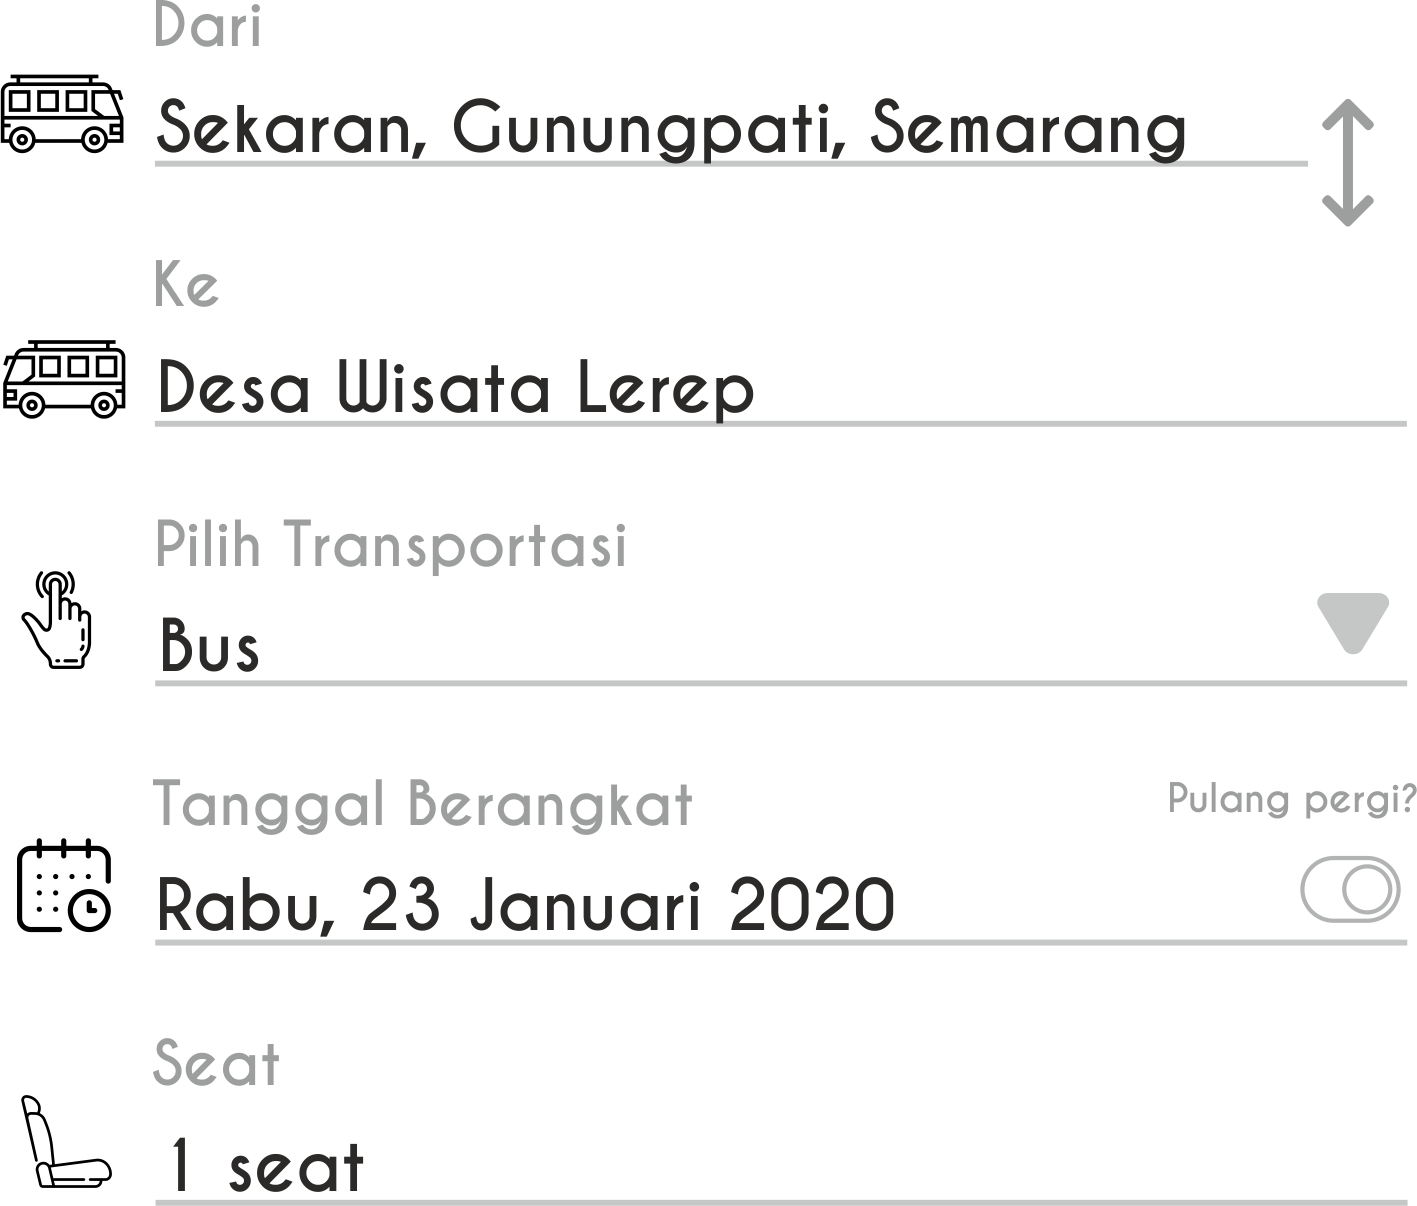 Dari
Sekaran, Gunungpati, Semarang
Ke
Desa Wisata Lerep
Pilih Transportasi
Bus
Tanggal Berangkat
Pulang pergi?
Rabu, 23 Januari 2020
Seat
1 seat